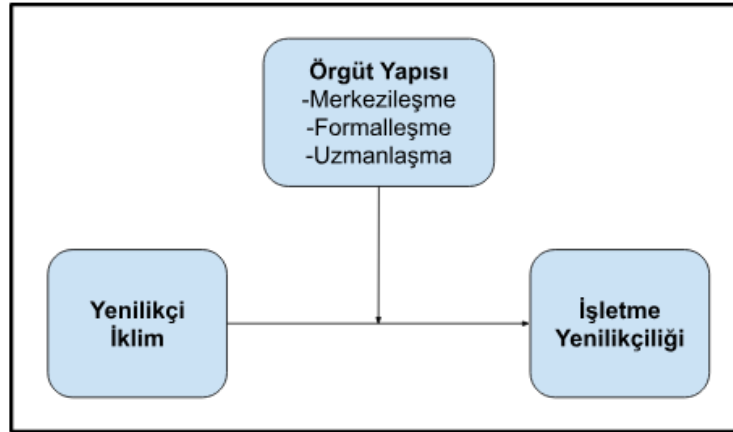 Örgüt Yapısı
-Merkezileşme
-Formalleşme
-Uzmanlaşma
Yenilikçi
İklim
İşletme
Yenilikçiliği